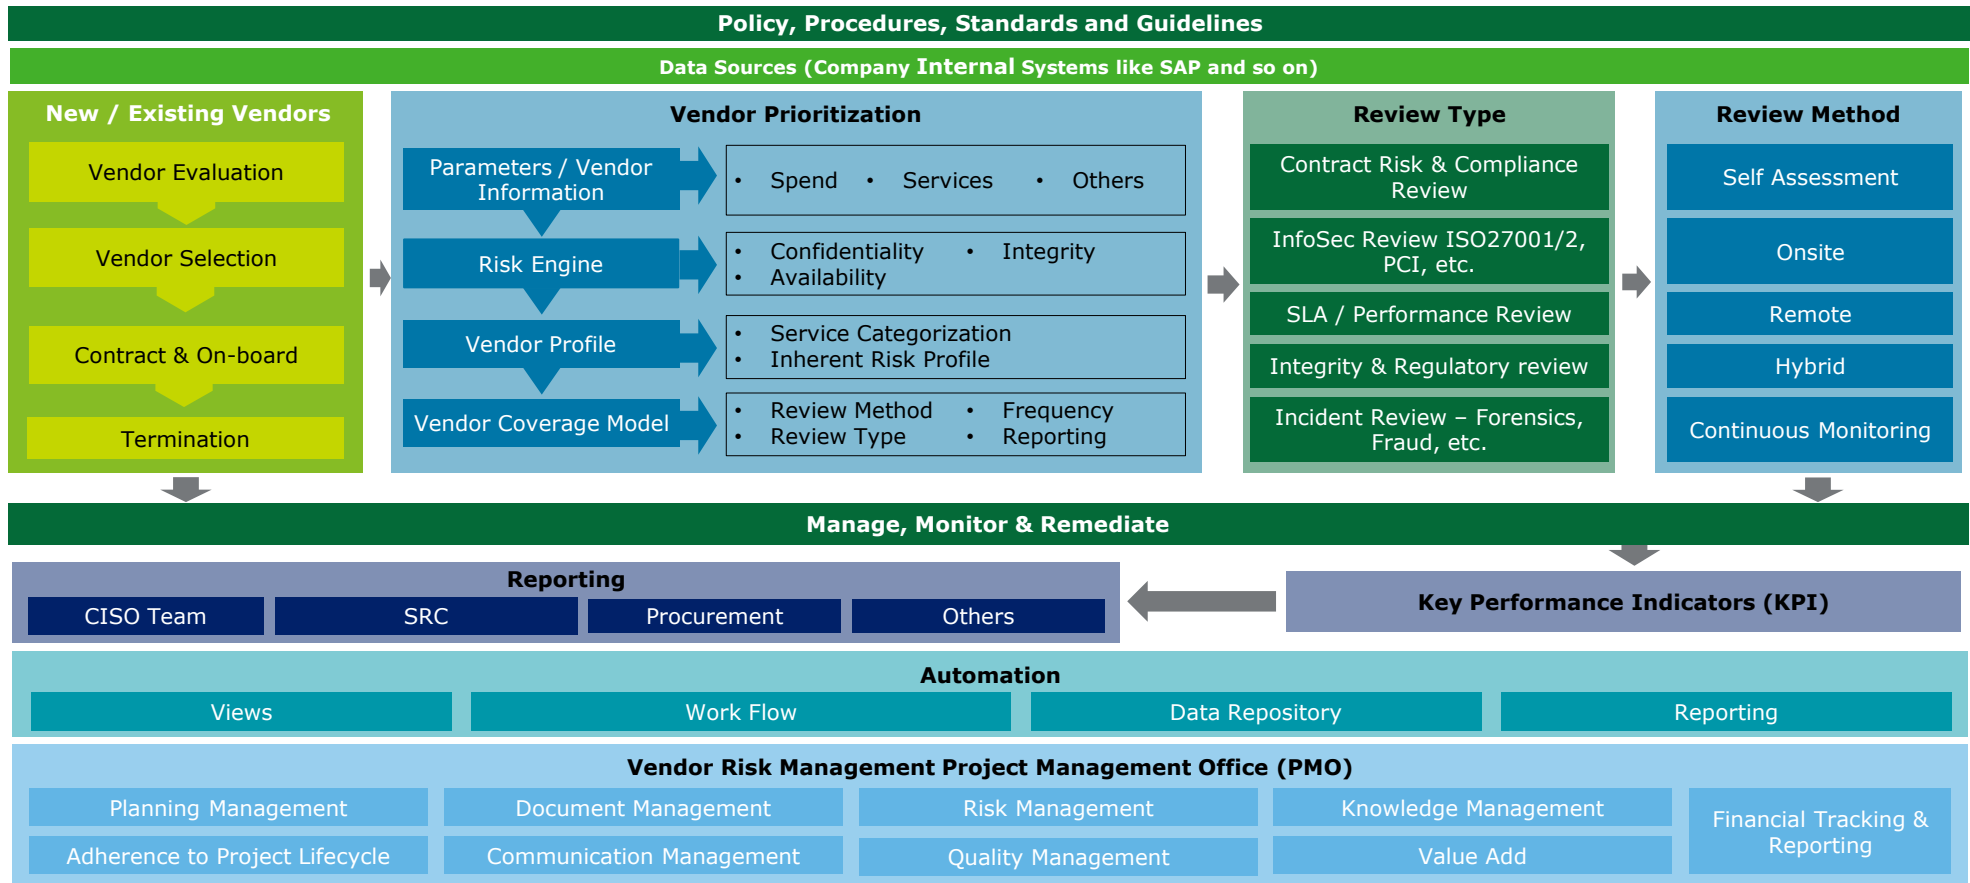 Policy, Procedures, Standards and Guidelines
Data Sources (Company Internal Systems like SAP and so on)
New / Existing Vendors
Vendor Evaluation
Vendor Selection
Contract & On-board
Termination
Vendor Prioritization
Parameters / Vendor
Information
• Spend • Services • Others
Risk Engine
• Confidentiality • Integrity
• Availability
Vendor Profile
• Service Categorization
• Inherent Risk Profile
Vendor Coverage Model
• Review Method • Frequency
• Review Type • Reporting
Review Type
Contract Risk & Compliance
Review
InfoSec Review ISO27001/2,
PCI, etc.
SLA / Performance Review
Integrity & Regulatory review
Incident Review – Forensics,
Fraud, etc.
Review Method
Self Assessment
Onsite
Remote
Hybrid
Continuous Monitoring
Manage, Monitor & Remediate
Reporting
CISO Team
SRC
Procurement
Others
Key Performance Indicators (KPI)
Automation
Views
Work Flow
Data Repository
Reporting
Vendor Risk Management Project Management Office (PMO)
Planning Management
Document Management
Risk Management
Knowledge Management
Adherence to Project Lifecycle
Communication Management
Quality Management
Value Add
Financial Tracking &
Reporting